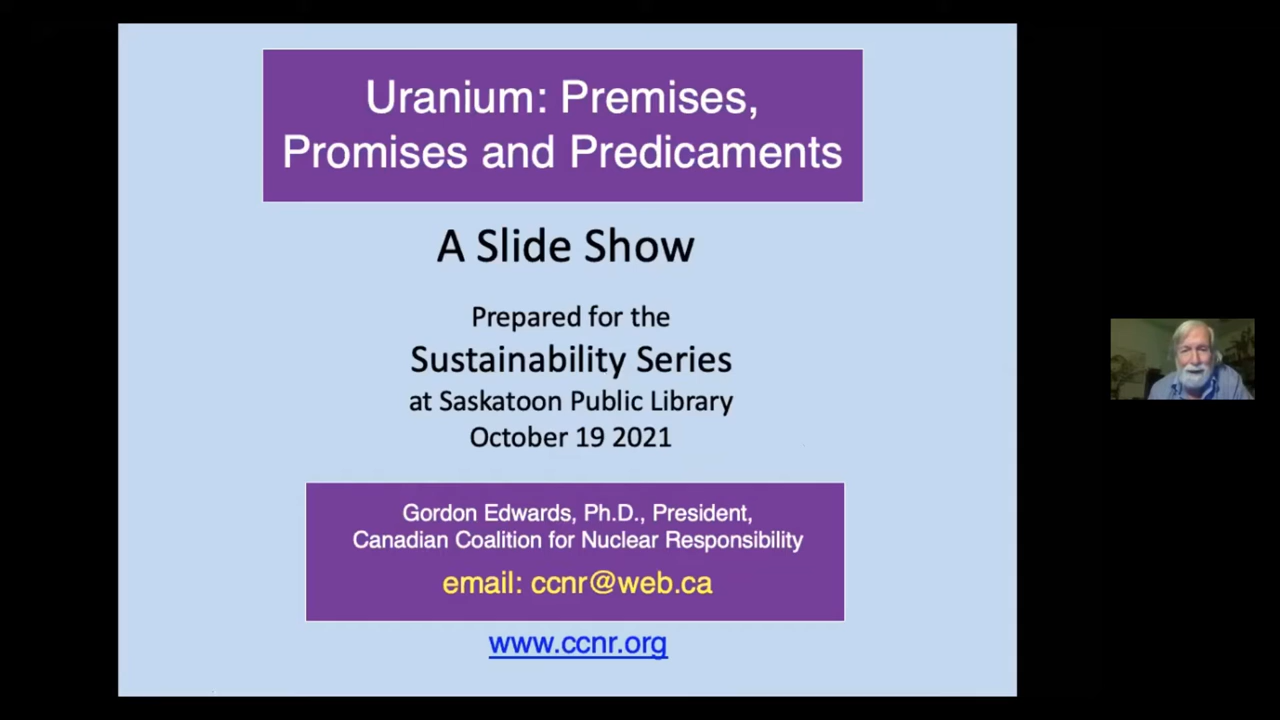 Uranium: Premises,
Promises and Predicaments
A Slide Show
Prepared for the
Sustainability Series
at Saskatoon Public Library
October 19 2021
Gordon Edwards, Ph.D., President,
Canadian Coalition for Nuclear Responsibility
email: ccnr@web.ca
www.ccnr.org